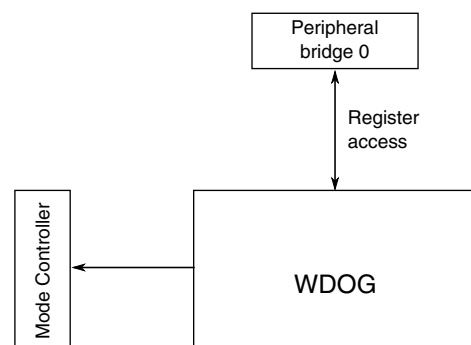 Peripheral
bridge 0
Register
access
Mode Controller
WDOG